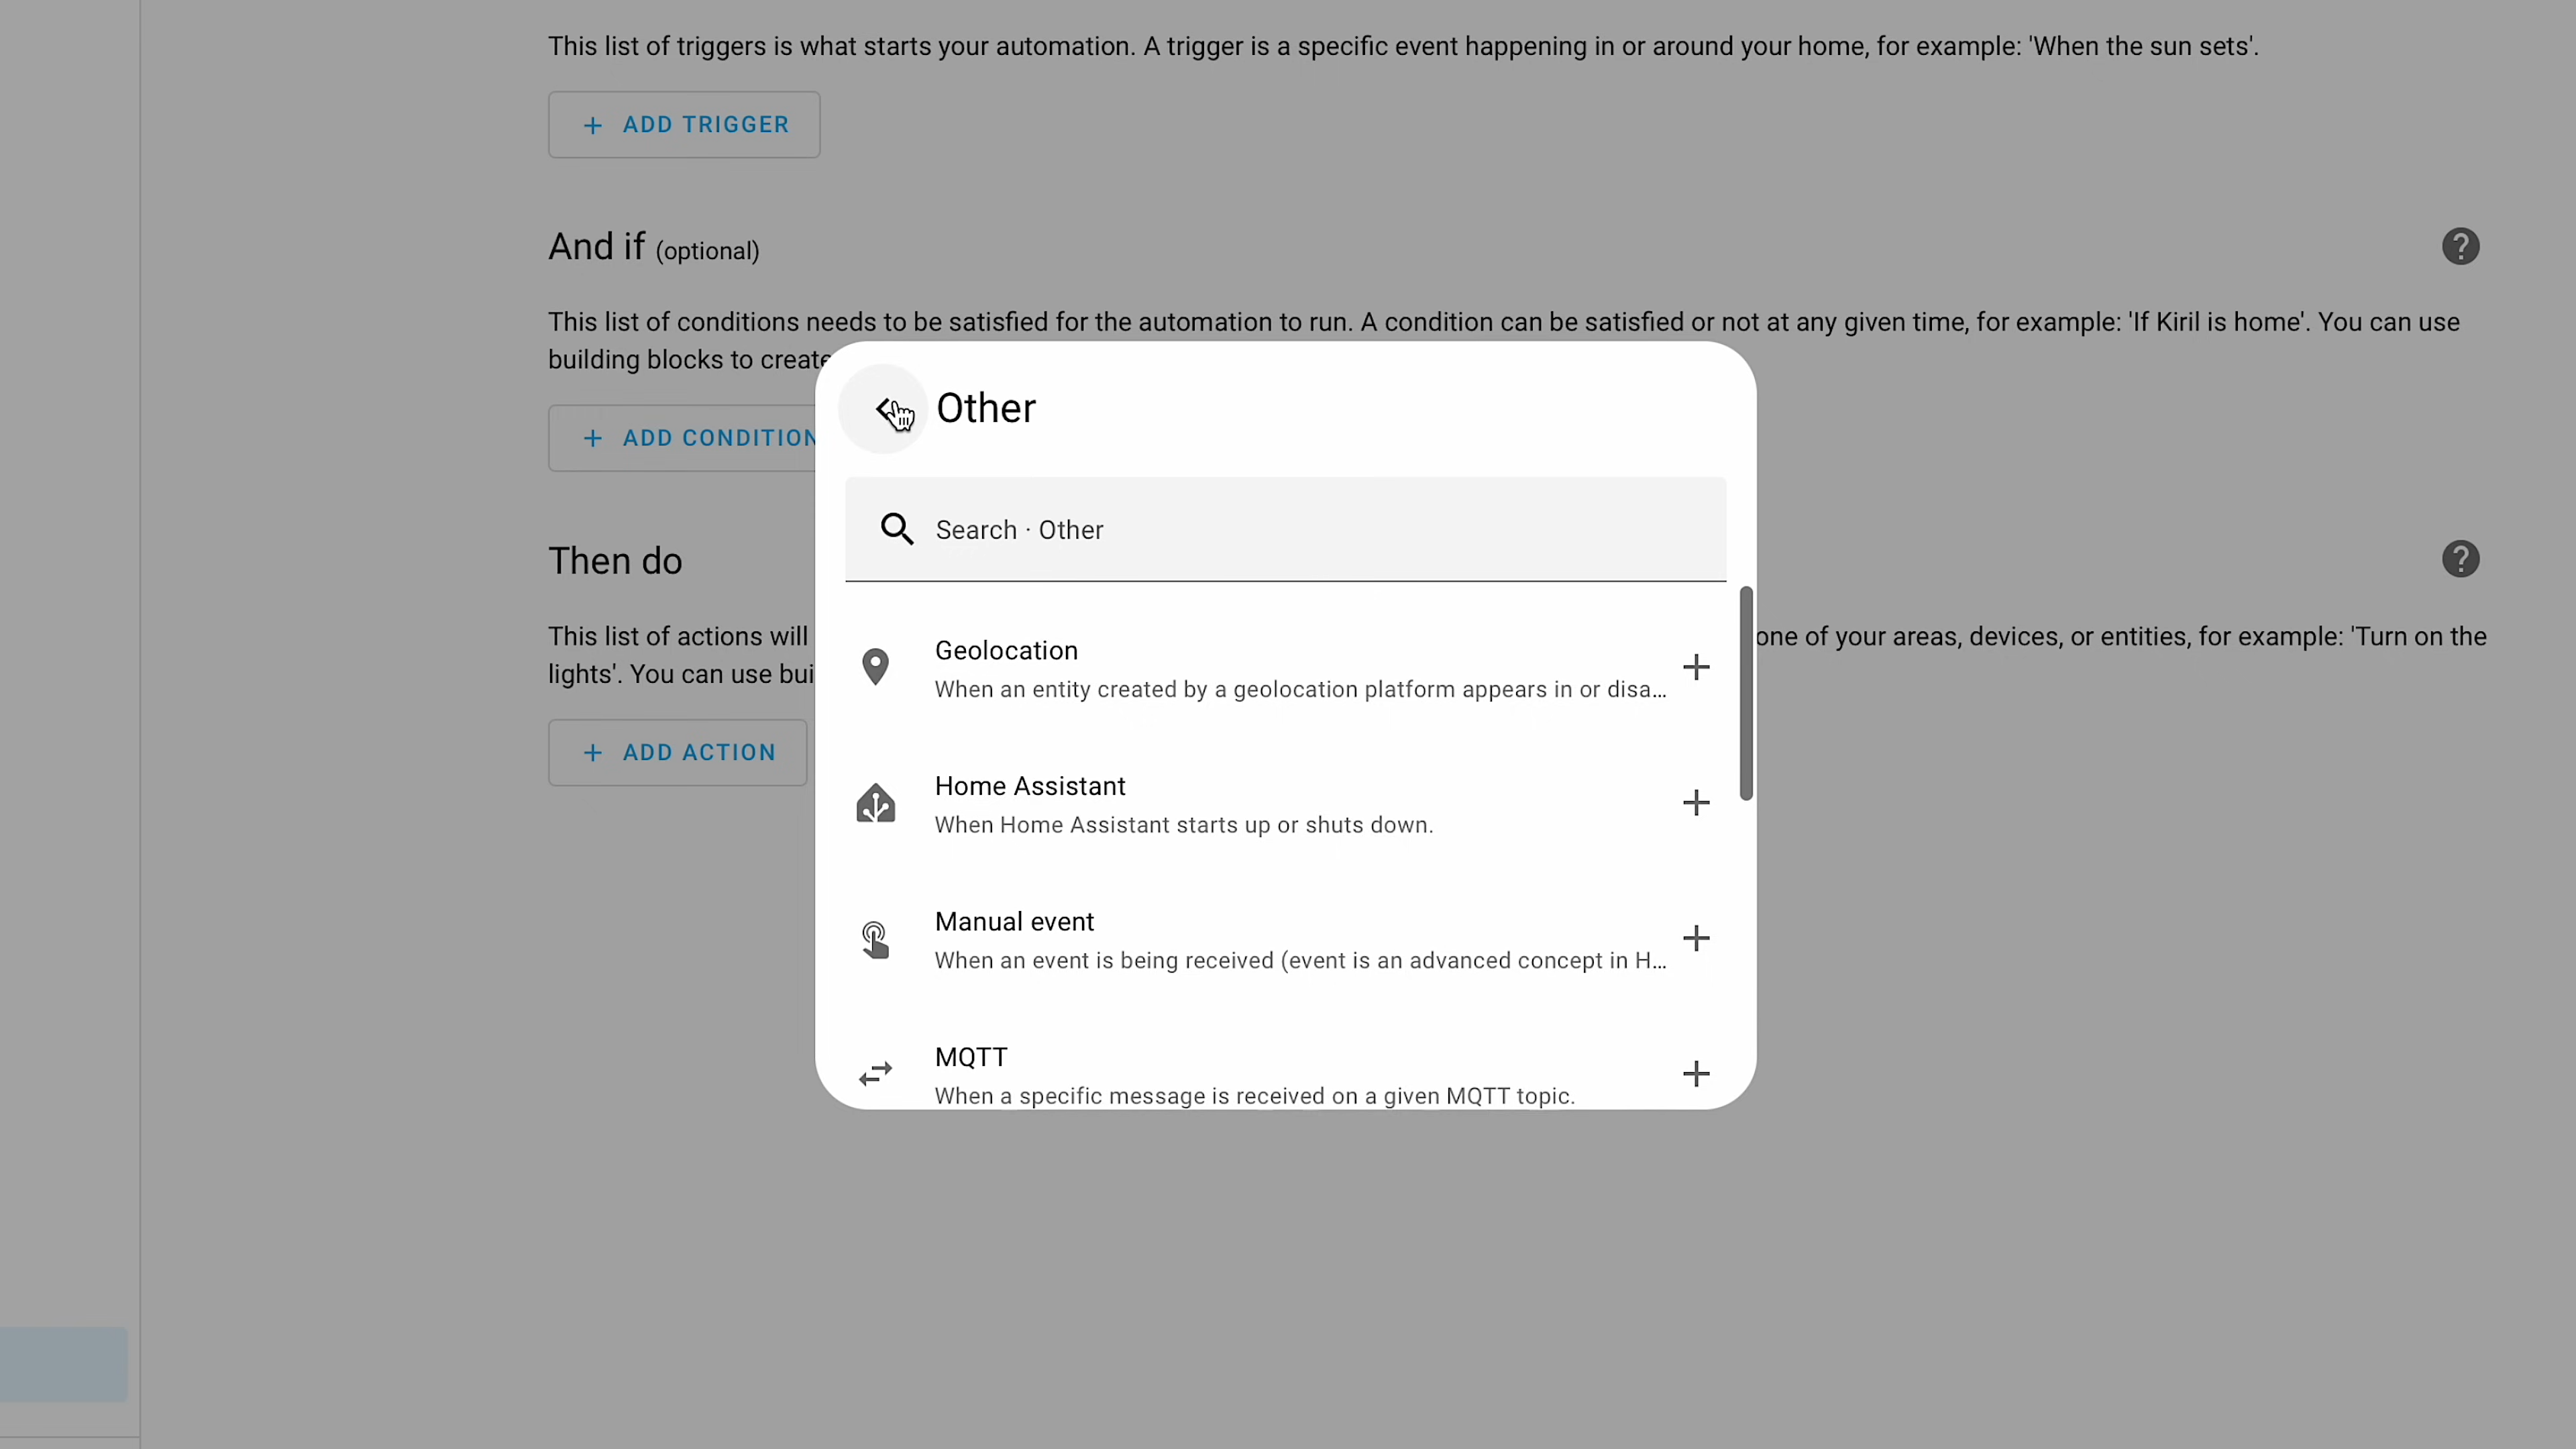 This list of triggers is what starts your automation. A trigger is a specific event happening in or around your home, for example: 'When the sun sets'.
+ ADD TRIGGER
And if (optional)
This list of conditions needs to be satisfied for the automation to run. A condition can be satisfied or not at any given time, for example: 'If Kiril is home'. You can use
building blocks to create
+ ADD CONDITION
Then do
This list of actions will
one of your areas, devices, or entities, for example: 'Turn on the
lights'. You can use bui
+ ADD ACTION
Other
Search · Other
Geolocation
When an entity created by a geolocation platform appears in or disa...
Home Assistant
When Home Assistant starts up or shuts down.
Manual event
When an event is being received (event is an advanced concept in H...
MQTT
When a specific message is received on a given MQTT topic.